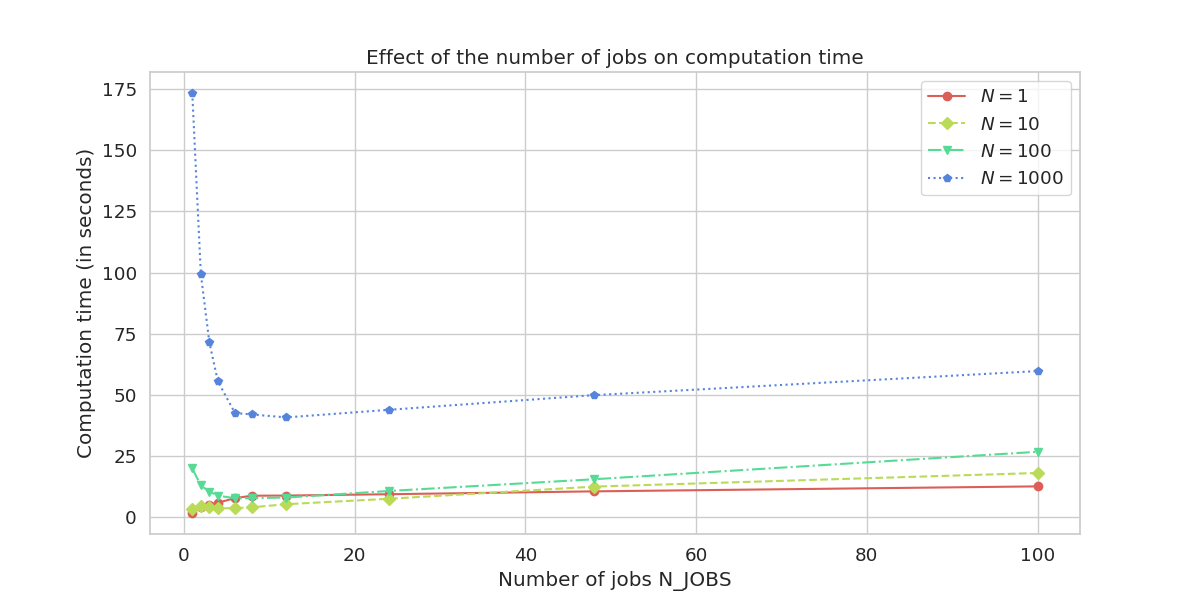 Effect of the number of jobs on computation time
Computation time (in seconds)
175
150
125
100
75
50
25
0
N = 1
N = 10
N = 100
N = 1000
0 20 40 60 80 100
Number of jobs N_JOBS